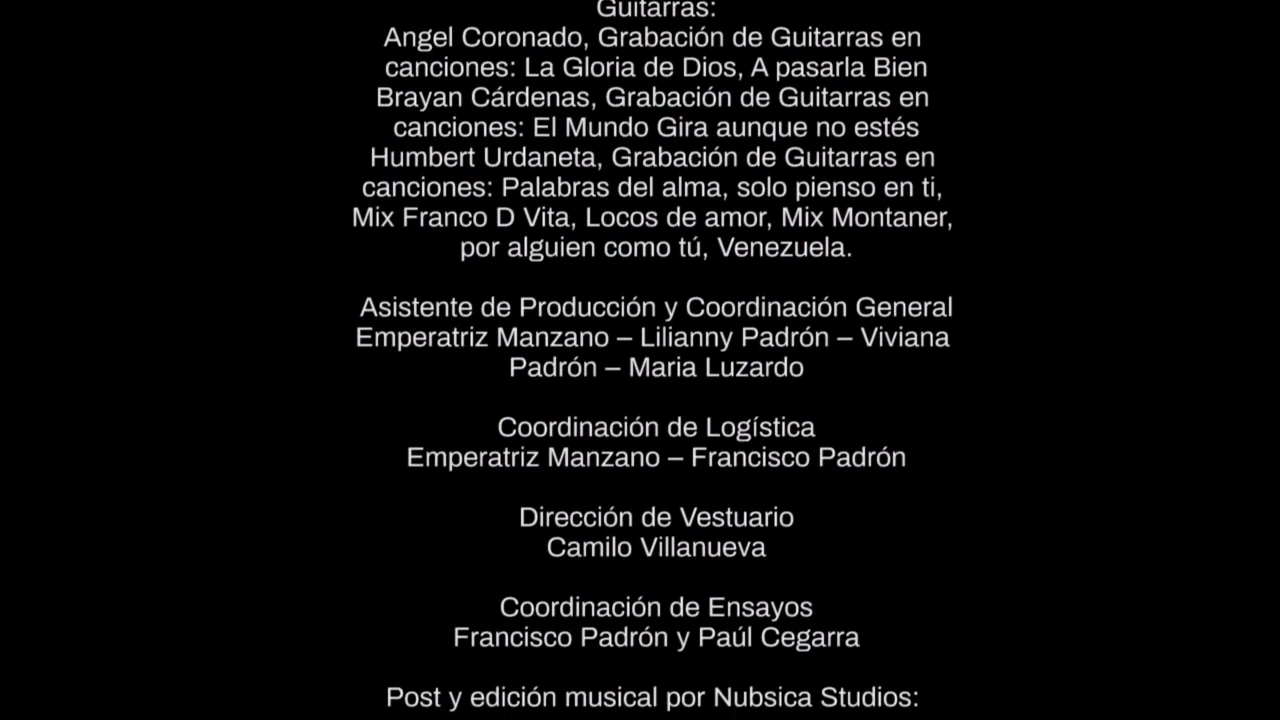 Guitarras:
Angel Coronado, Grabación de Guitarras en
canciones: La Gloria de Dios, A pasarla Bien
Brayan Cárdenas, Grabación de Guitarras en
canciones: El Mundo Gira aunque no estés
Humbert Urdaneta, Grabación de Guitarras en
canciones: Palabras del alma, solo pienso en ti,
Mix Franco D Vita, Locos de amor, Mix Montaner,
por alguien como tú, Venezuela.
Asistente de Producción y Coordinación General
Emperatriz Manzano – Lilianny Padrón – Viviana
Padrón – Maria Luzardo
Coordinación de Logística
Emperatriz Manzano – Francisco Padrón
Dirección de Vestuario
Camilo Villanueva
Coordinación de Ensayos
Francisco Padrón y Paúl Cegarra
Post y edición musical por Nubsica Studios: